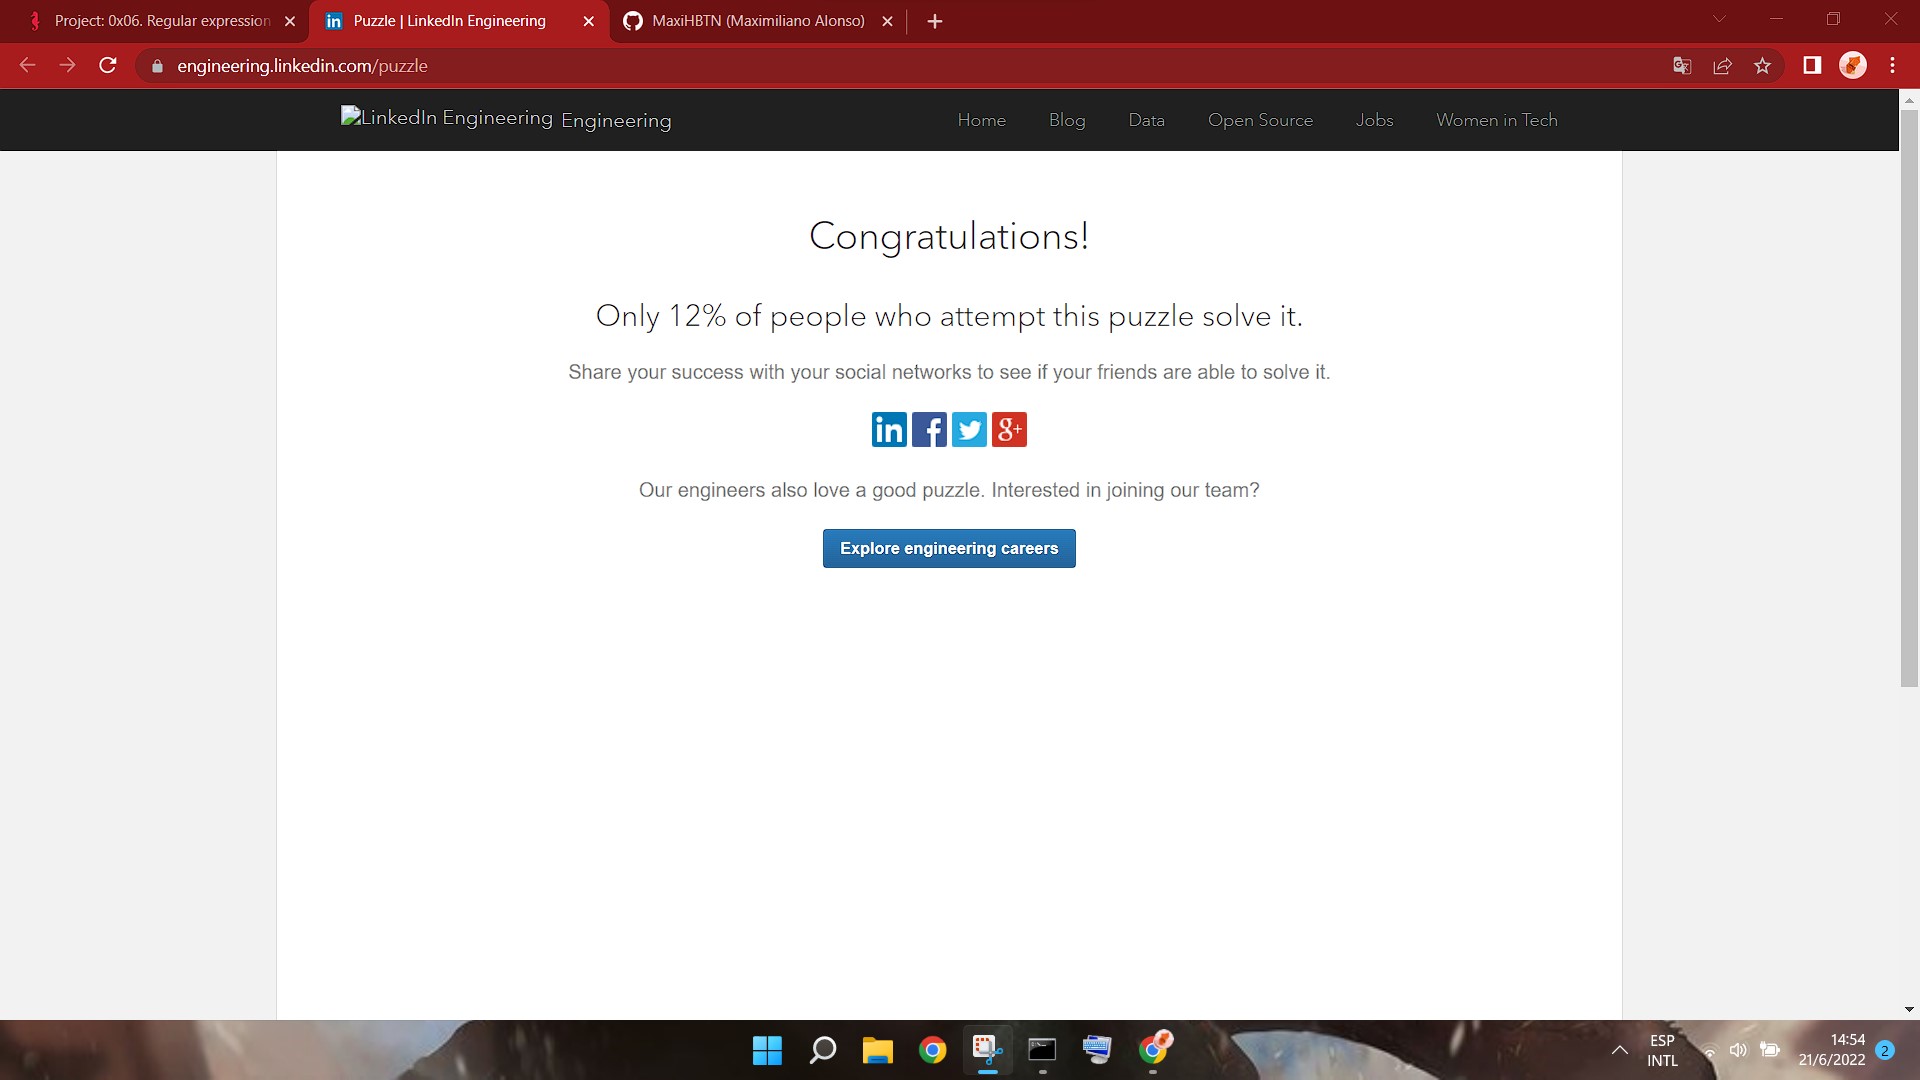 Project: 0x06. Regular expression
Puzzle | LinkedIn Engineering
MaxiHBTN (Maximiliano Alonso)
engineering.linkedin.com/puzzle
LinkedIn Engineering Engineering
Home Blog Data Open Source Jobs Women in Tech
Congratulations!
Only 12% of people who attempt this puzzle solve it.
Share your success with your social networks to see if your friends are able to solve it.
in f g+
Our engineers also love a good puzzle. Interested in joining our team?
Explore engineering careers
ESP
INTL
14:54
21/6/2022
2